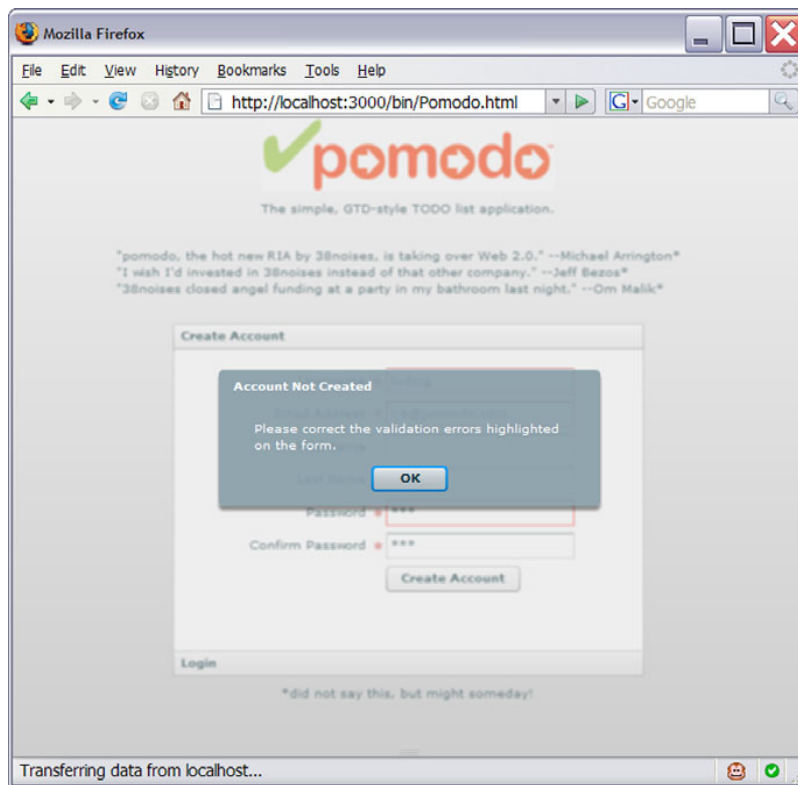 Mozilla Firefox
File Edit View History Bookmarks Tools Help
http://localhost:3000/bin/Pomodo.html Google
pomodo
The simple, GTD-style TODO list application.
"pomodo, the hot new RIA by 38noises, is taking over Web 2.0." --Michael Arrington*
"I wish I'd invested in 38noises instead of that other company." --Jeff Bezos*
"38noises closed angel funding at a party in my bathroom last night." --Om Malik*
Create Account
Account Not Created
Please correct the validation errors highlighted
on the form.
OK
Password * ***
Confirm Password * ***
Create Account
Login
*did not say this, but might someday!
Transferring data from localhost...